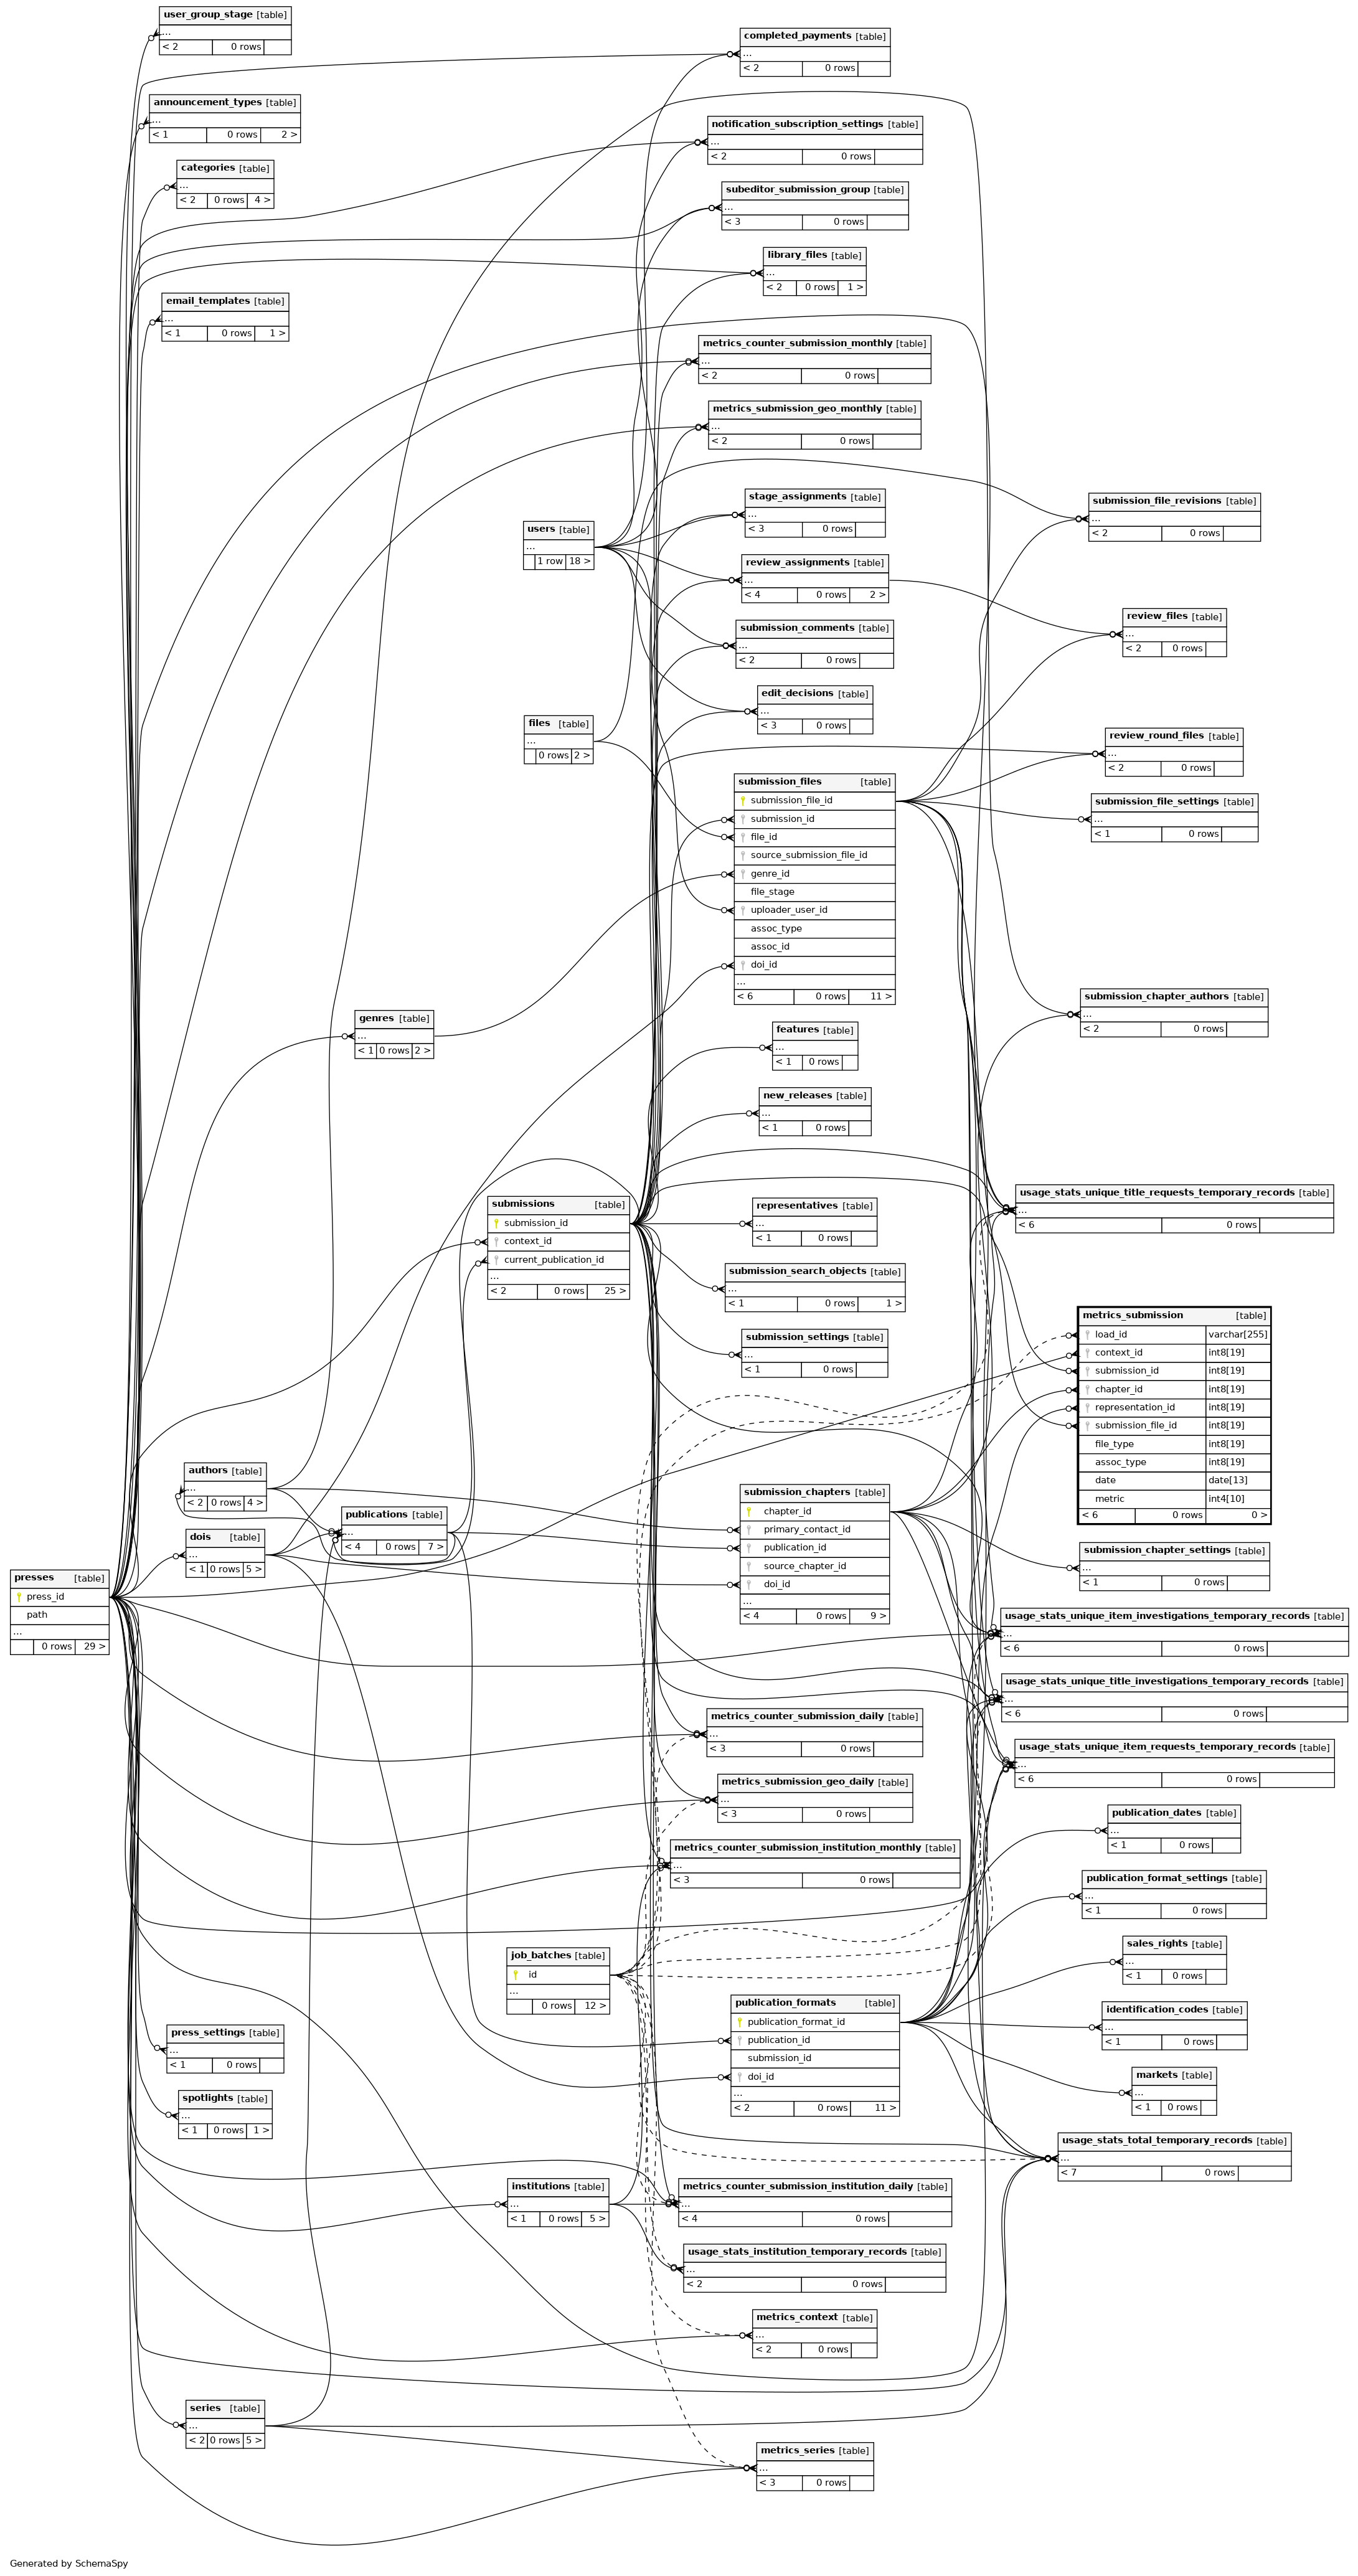 user_group_stage [table]
...
< 2 0 rows
completed_payments [table]
...
< 2 0 rows
announcement_types [table]
...
< 1 0 rows 2 >
notification_subscription_settings [table]
...
< 2 0 rows
categories [table]
...
< 2 0 rows 4 >
subeditor_submission_group [table]
...
< 3 0 rows
library_files [table]
...
< 2 0 rows 1 >
email_templates [table]
...
< 1 0 rows 1 >
metrics_counter_submission_monthly [table]
...
< 2 0 rows
metrics_submission_geo_monthly [table]
...
< 2 0 rows
stage_assignments [table]
...
< 3 0 rows
submission_file_revisions [table]
...
< 2 0 rows
users [table]
...
1 row 18 >
review_assignments [table]
...
< 4 0 rows 2 >
review_files [table]
...
< 2 0 rows
submission_comments [table]
...
< 2 0 rows
edit_decisions [table]
...
< 3 0 rows
files [table]
...
0 rows 2 >
review_round_files [table]
...
< 2 0 rows
submission_files [table]
submission_file_id
submission_id
file_id
source_submission_file_id
genre_id
file_stage
uploader_user_id
assoc_type
assoc_id
doi_id
...
< 6 0 rows 11 >
submission_file_settings [table]
...
< 1 0 rows
submission_chapter_authors [table]
...
< 2 0 rows
genres [table]
...
< 1 0 rows 2 >
features [table]
...
< 1 0 rows
new_releases [table]
...
< 1 0 rows
usage_stats_unique_title_requests_temporary_records [table]
...
< 6 0 rows
submissions [table]
submission_id
context_id
current_publication_id
...
< 2 0 rows 25 >
representatives [table]
...
< 1 0 rows
submission_search_objects [table]
...
< 1 0 rows 1 >
submission_settings [table]
...
< 1 0 rows
metrics_submission [table]
load_id varchar[255]
context_id int8[19]
submission_id int8[19]
chapter_id int8[19]
representation_id int8[19]
submission_file_id int8[19]
file_type int8[19]
assoc_type int8[19]
date date[13]
metric int4[10]
< 6 0 rows 0 >
authors [table]
...
< 2 0 rows 4 >
submission_chapters [table]
chapter_id
primary_contact_id
publication_id
source_chapter_id
doi_id
...
< 4 0 rows 9 >
publications [table]
...
< 4 0 rows 7 >
dois [table]
...
< 1 0 rows 5 >
submission_chapter_settings [table]
...
< 1 0 rows
presses [table]
press_id
path
...
0 rows 29 >
usage_stats_unique_item_investigations_temporary_records [table]
...
< 6 0 rows
usage_stats_unique_title_investigations_temporary_records [table]
...
< 6 0 rows
metrics_counter_submission_daily [table]
...
< 3 0 rows
usage_stats_unique_item_requests_temporary_records [table]
...
< 6 0 rows
metrics_submission_geo_daily [table]
...
< 3 0 rows
publication_dates [table]
...
< 1 0 rows
metrics_counter_submission_institution_monthly [table]
...
< 3 0 rows
publication_format_settings [table]
...
< 1 0 rows
sales_rights [table]
...
< 1 0 rows
job_batches [table]
id
...
0 rows 12 >
publication_formats [table]
publication_format_id
publication_id
submission_id
doi_id
...
< 2 0 rows 11 >
identification_codes [table]
...
< 1 0 rows
press_settings [table]
...
< 1 0 rows
markets [table]
...
< 1 0 rows
spotlights [table]
...
< 1 0 rows 1 >
usage_stats_total_temporary_records [table]
...
< 7 0 rows
institutions [table]
...
< 1 0 rows 5 >
metrics_counter_submission_institution_daily [table]
...
< 4 0 rows
usage_stats_institution_temporary_records [table]
...
< 2 0 rows
metrics_context [table]
...
< 2 0 rows
series [table]
...
< 2 0 rows 5 >
metrics_series [table]
...
< 3 0 rows
Generated by SchemaSpy